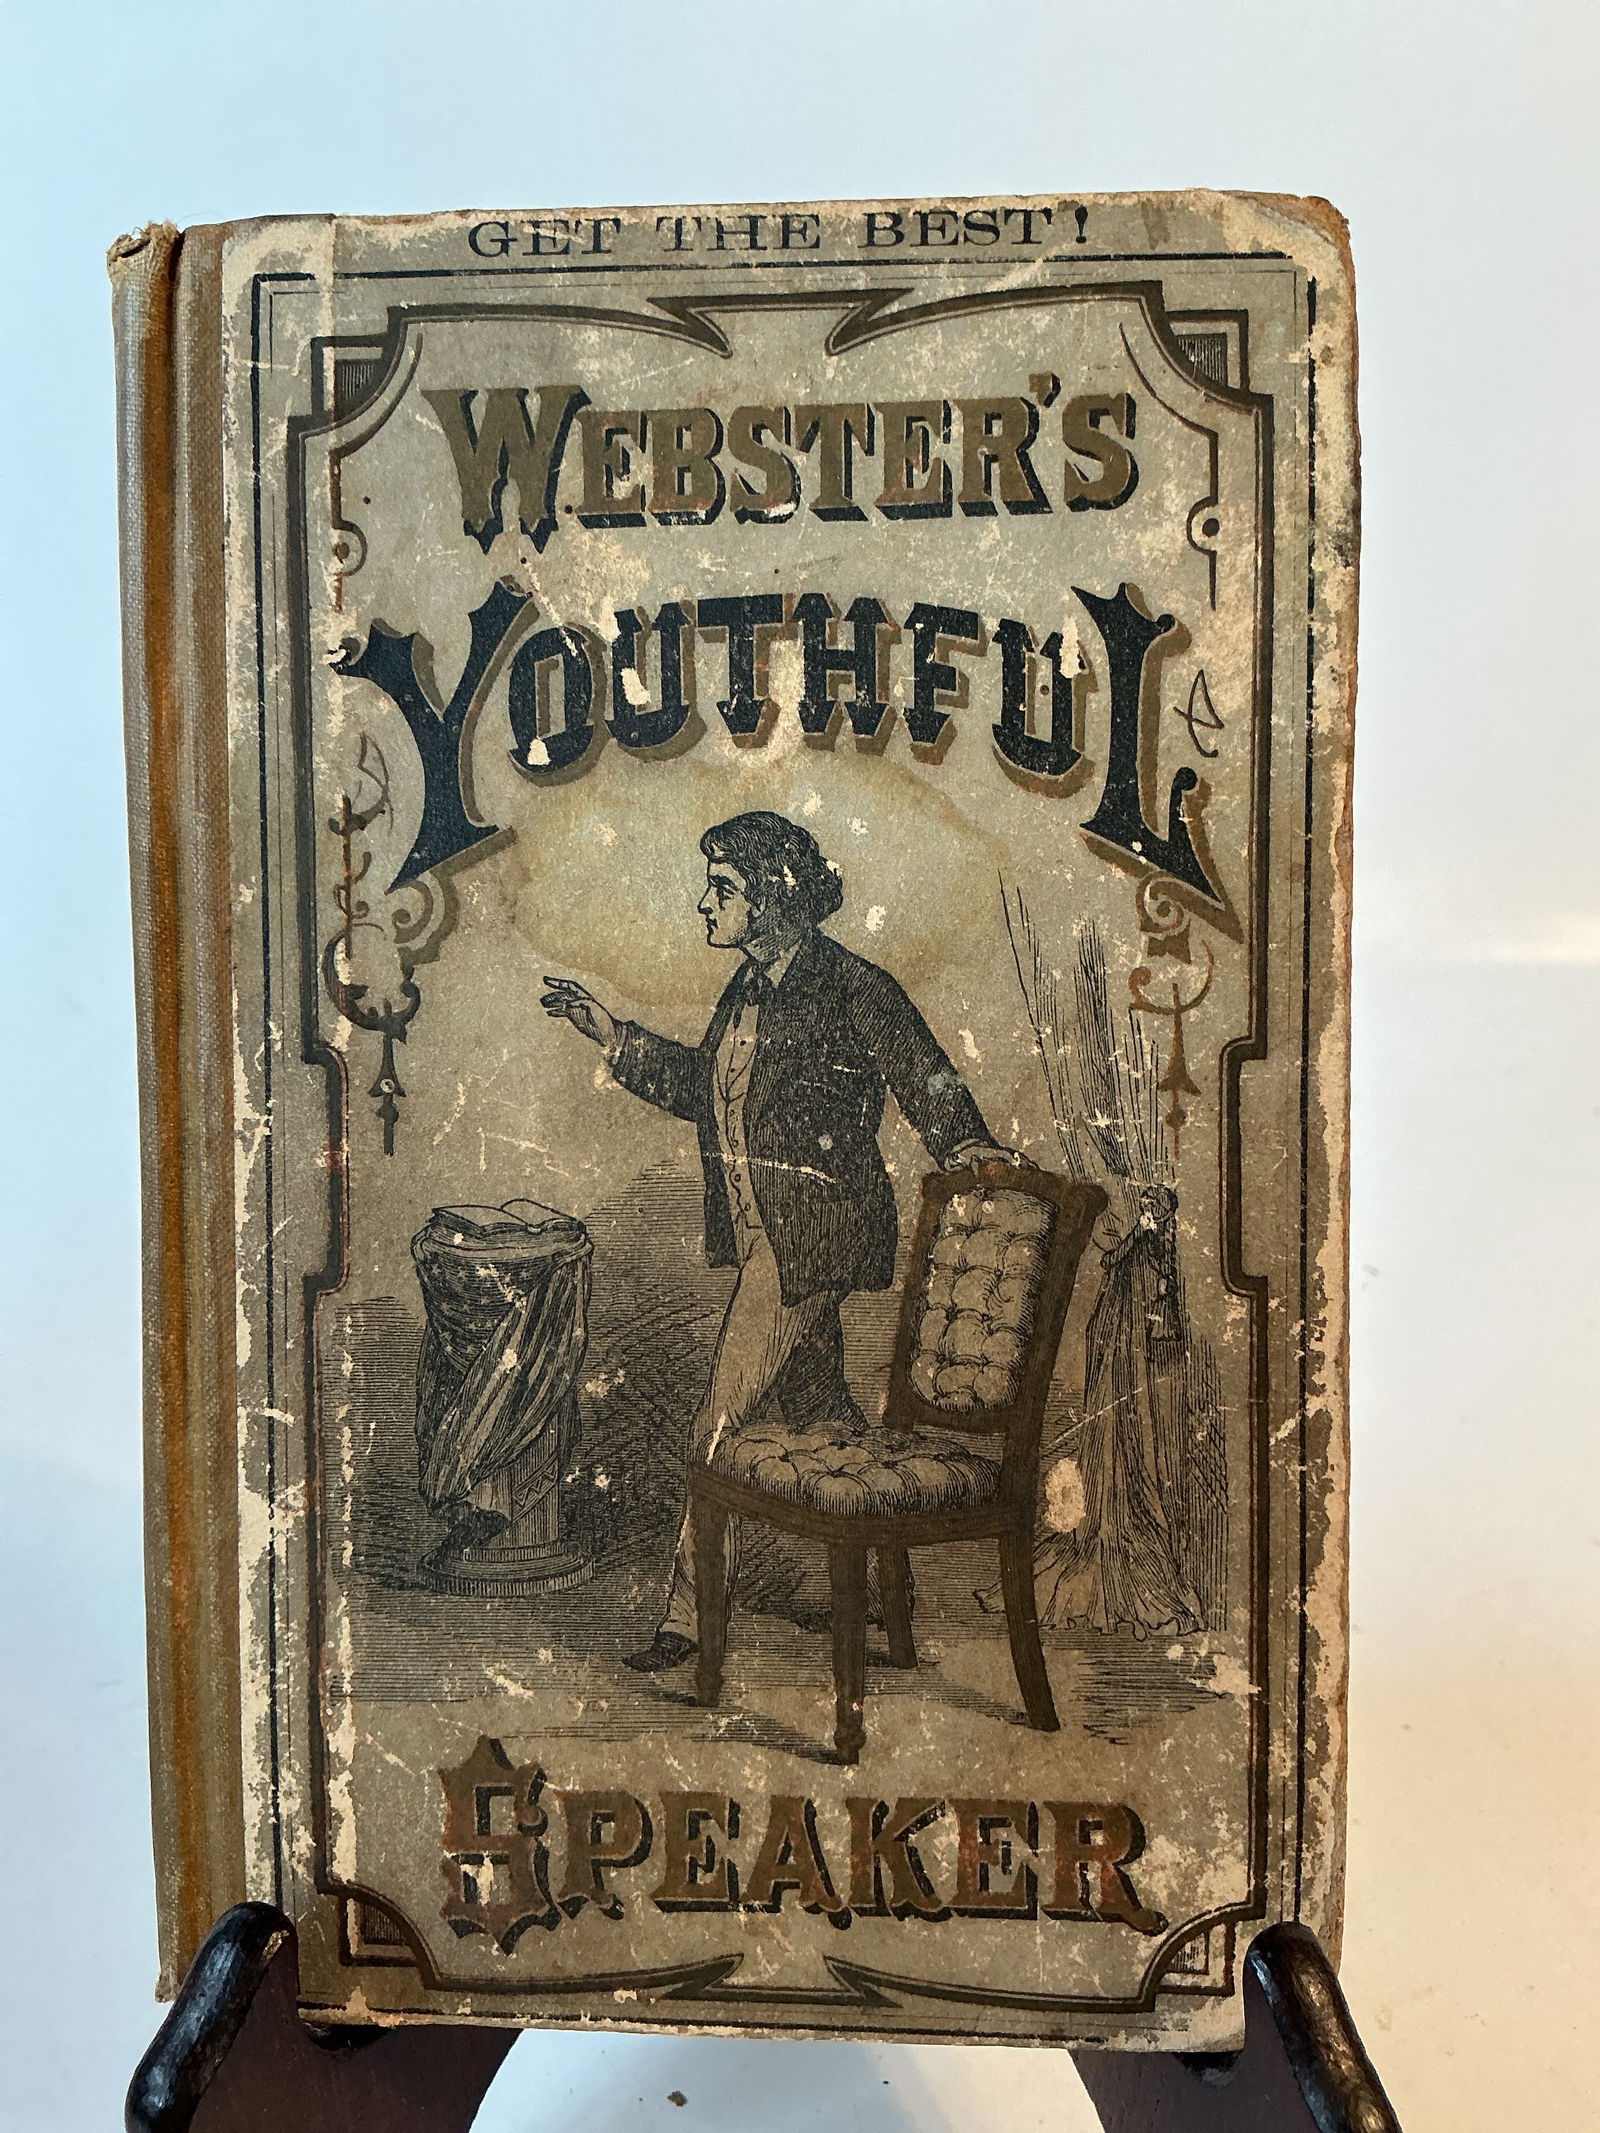 GET THE BEST!
WEBSTER'S
YOUTHFUL
SPEAKER